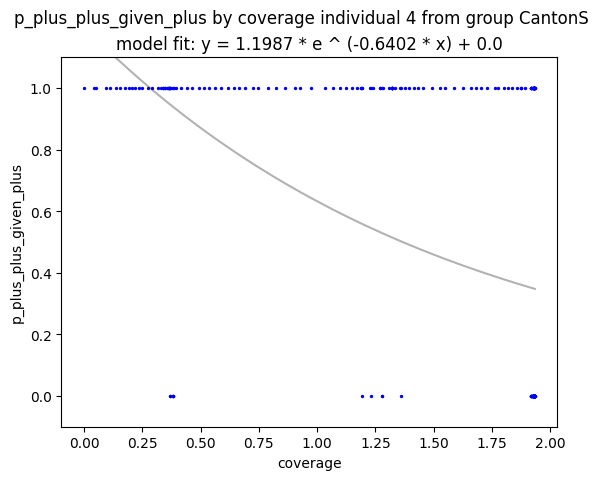 p_plus_plus_given_plus by coverage individual 4 from group CantonS
model fit: y = 1.1987 * e ^ (-0.6402 * x) + 0.0
p_plus_plus_given_plus
1.0
0.8
0.6
0.4
0.2
0.0
0.00 0.25 0.50 0.75 1.00 1.25 1.50 1.75 2.00
coverage